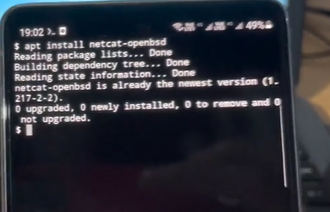 19:02
49%
$ apt install netcat-openbsd
Reading package lists... Done
Building dependency tree... Done
Reading state information... Done
netcat-openbsd is already the newest version (1.
217-2-2).
0 upgraded, 0 newly installed, 0 to remove and 0
not upgraded.
$